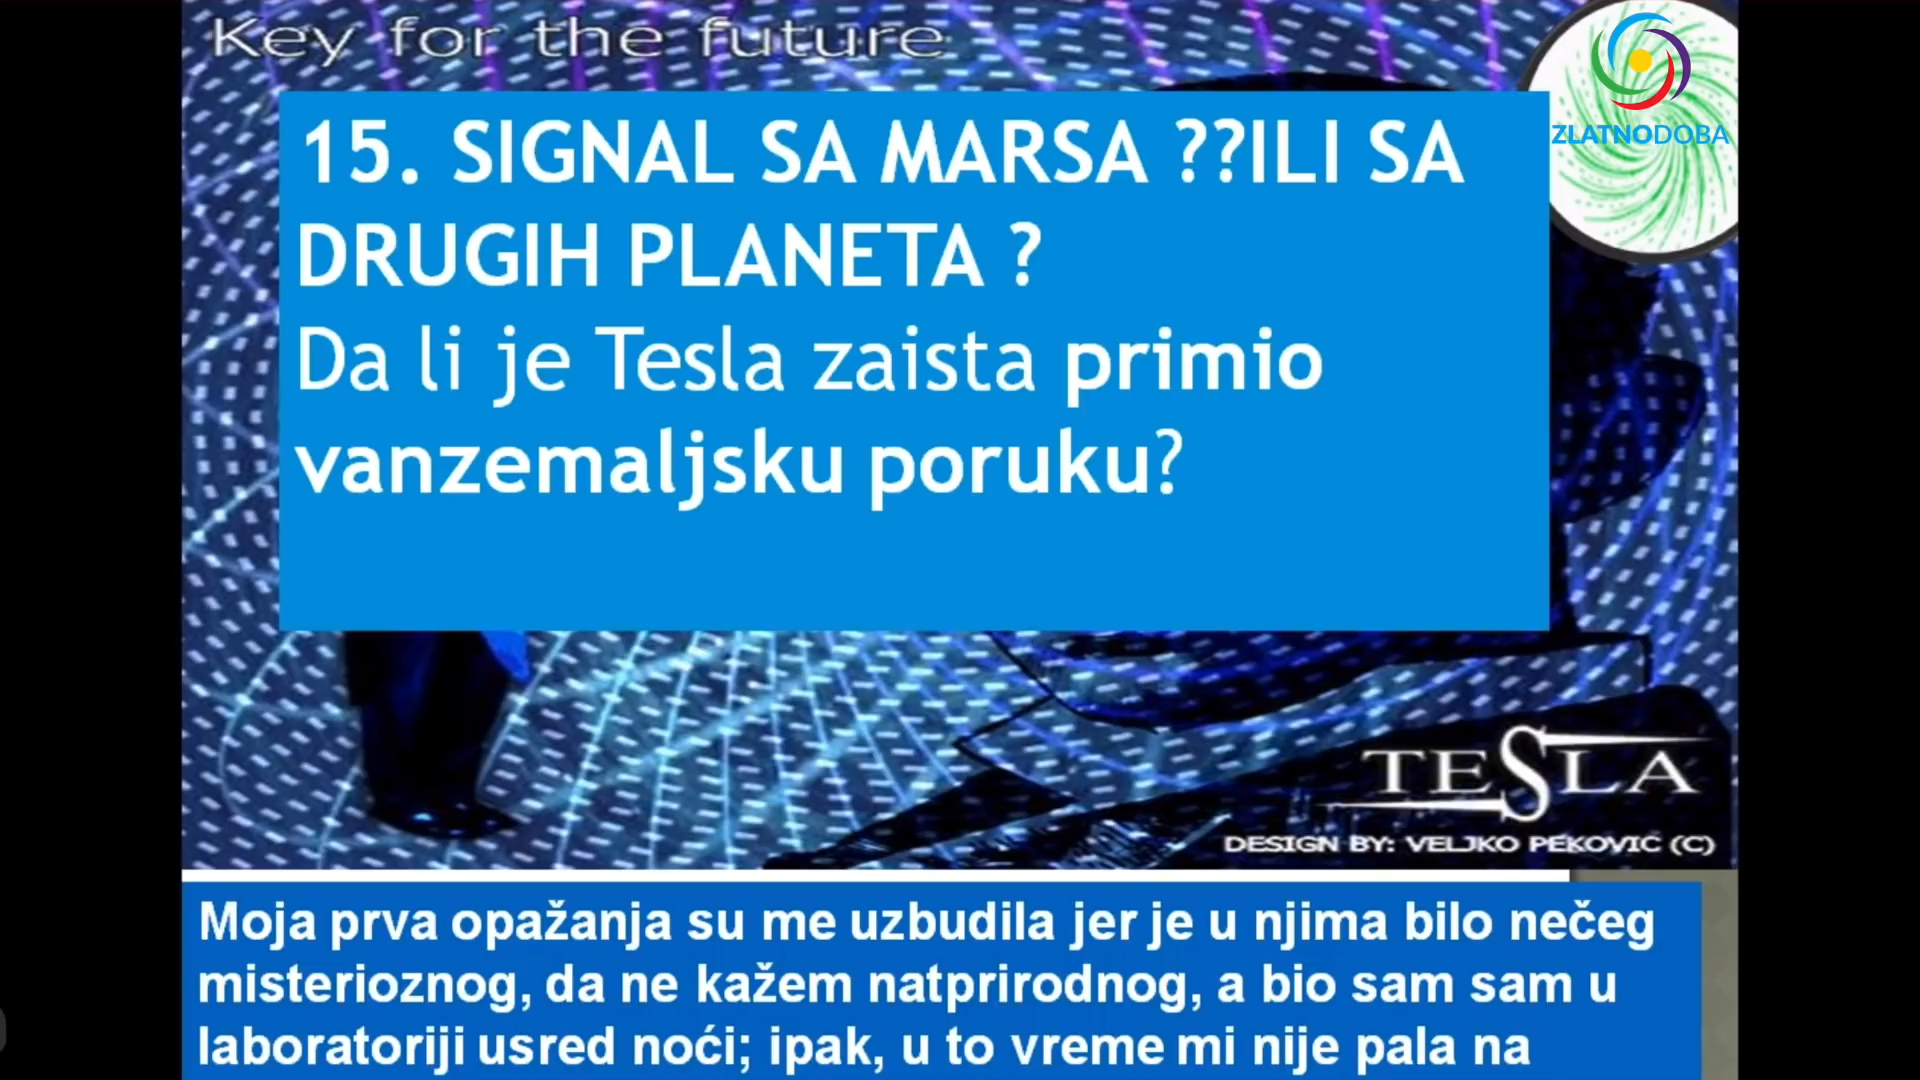 Key for the future
ZLATNODOBA
15. SIGNAL SA MARSA ??ILI SA
DRUGIH PLANETA ?
Da li je Tesla zaista primio
vanzemaljsku poruku?
TESLA
DESIGN BY: VELJKO PEKOVIC (C)
Moja prva opažanja su me uzbudila jer je u njima bilo nečeg
misterioznog, da ne kažem natprirodnog, a bio sam sam u
laboratoriji usred noći; ipak, u to vreme mi nije pala na